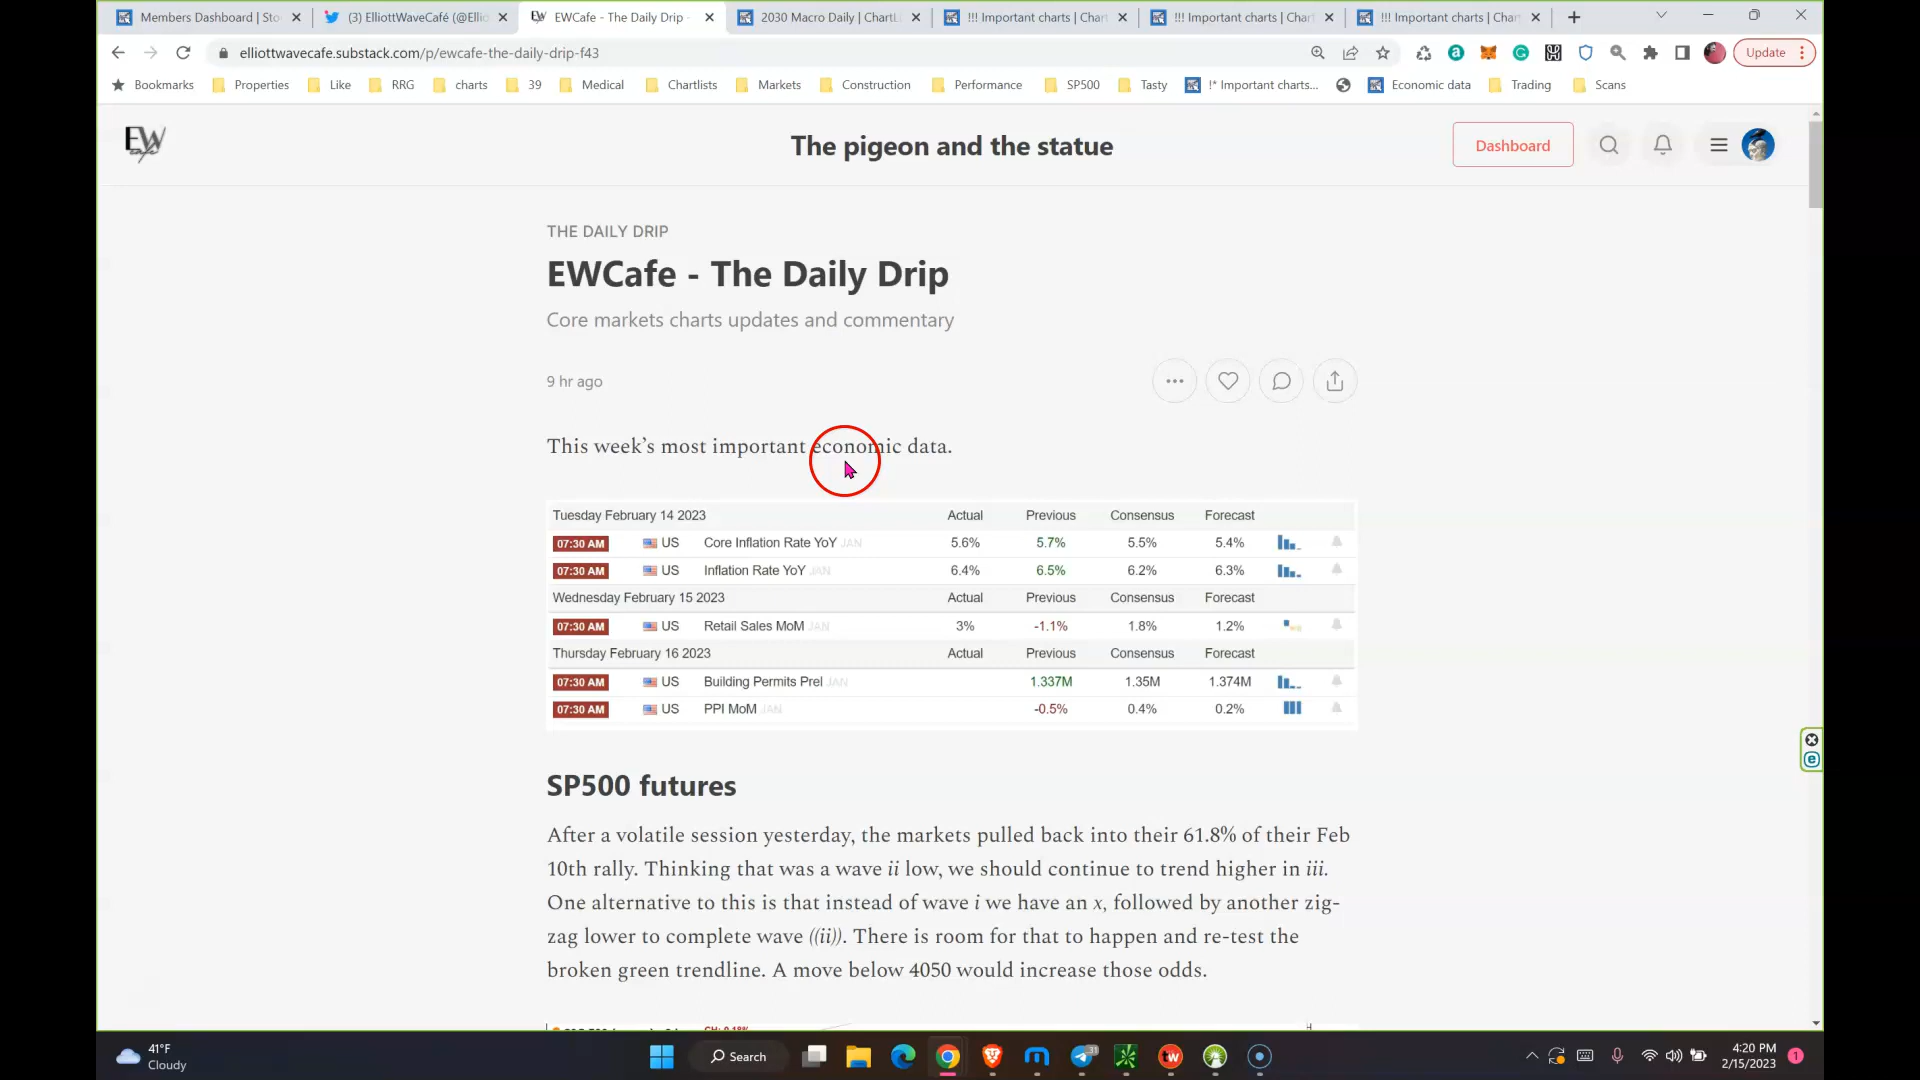 Members Dashboard | Sto
(3) ElliottWaveCafé (@Ellio
EWCafe - The Daily Drip -
2030 Macro Daily | ChartL
!!! Important charts | Char
!!! Important charts | Char
!!! Important charts | Char
elliottwavecafe.substack.com/p/ewcafe-the-daily-drip-f43
Update
Bookmarks
Properties
Like
RRG
charts
39
Medical
Chartlists
Markets
Construction
Performance
SP500
Tasty
!* Important charts...
Economic data
Trading
Scans
EW
cafe
The pigeon and the statue
Dashboard
THE DAILY DRIP
EWCafe - The Daily Drip
Core markets charts updates and commentary
9 hr ago
This week’s most important economic data.
Tuesday February 14 2023 Actual Previous Consensus Forecast
07:30 AM US Core Inflation Rate YoY JAN 5.6% 5.7% 5.5% 5.4%
07:30 AM US Inflation Rate YoY JAN 6.4% 6.5% 6.2% 6.3%
Wednesday February 15 2023 Actual Previous Consensus Forecast
07:30 AM US Retail Sales MoM JAN 3% -1.1% 1.8% 1.2%
Thursday February 16 2023 Actual Previous Consensus Forecast
07:30 AM US Building Permits Prel JAN 1.337M 1.35M 1.374M
07:30 AM US PPI MoM JAN -0.5% 0.4% 0.2%
SP500 futures
After a volatile session yesterday, the markets pulled back into their 61.8% of their Feb
10th rally. Thinking that was a wave ii low, we should continue to trend higher in iii.
One alternative to this is that instead of wave i we have an x, followed by another zig-
zag lower to complete wave ((ii)). There is room for that to happen and re-test the
broken green trendline. A move below 4050 would increase those odds.
41°F
Cloudy
Search
31
tw
4:20 PM
2/15/2023
1